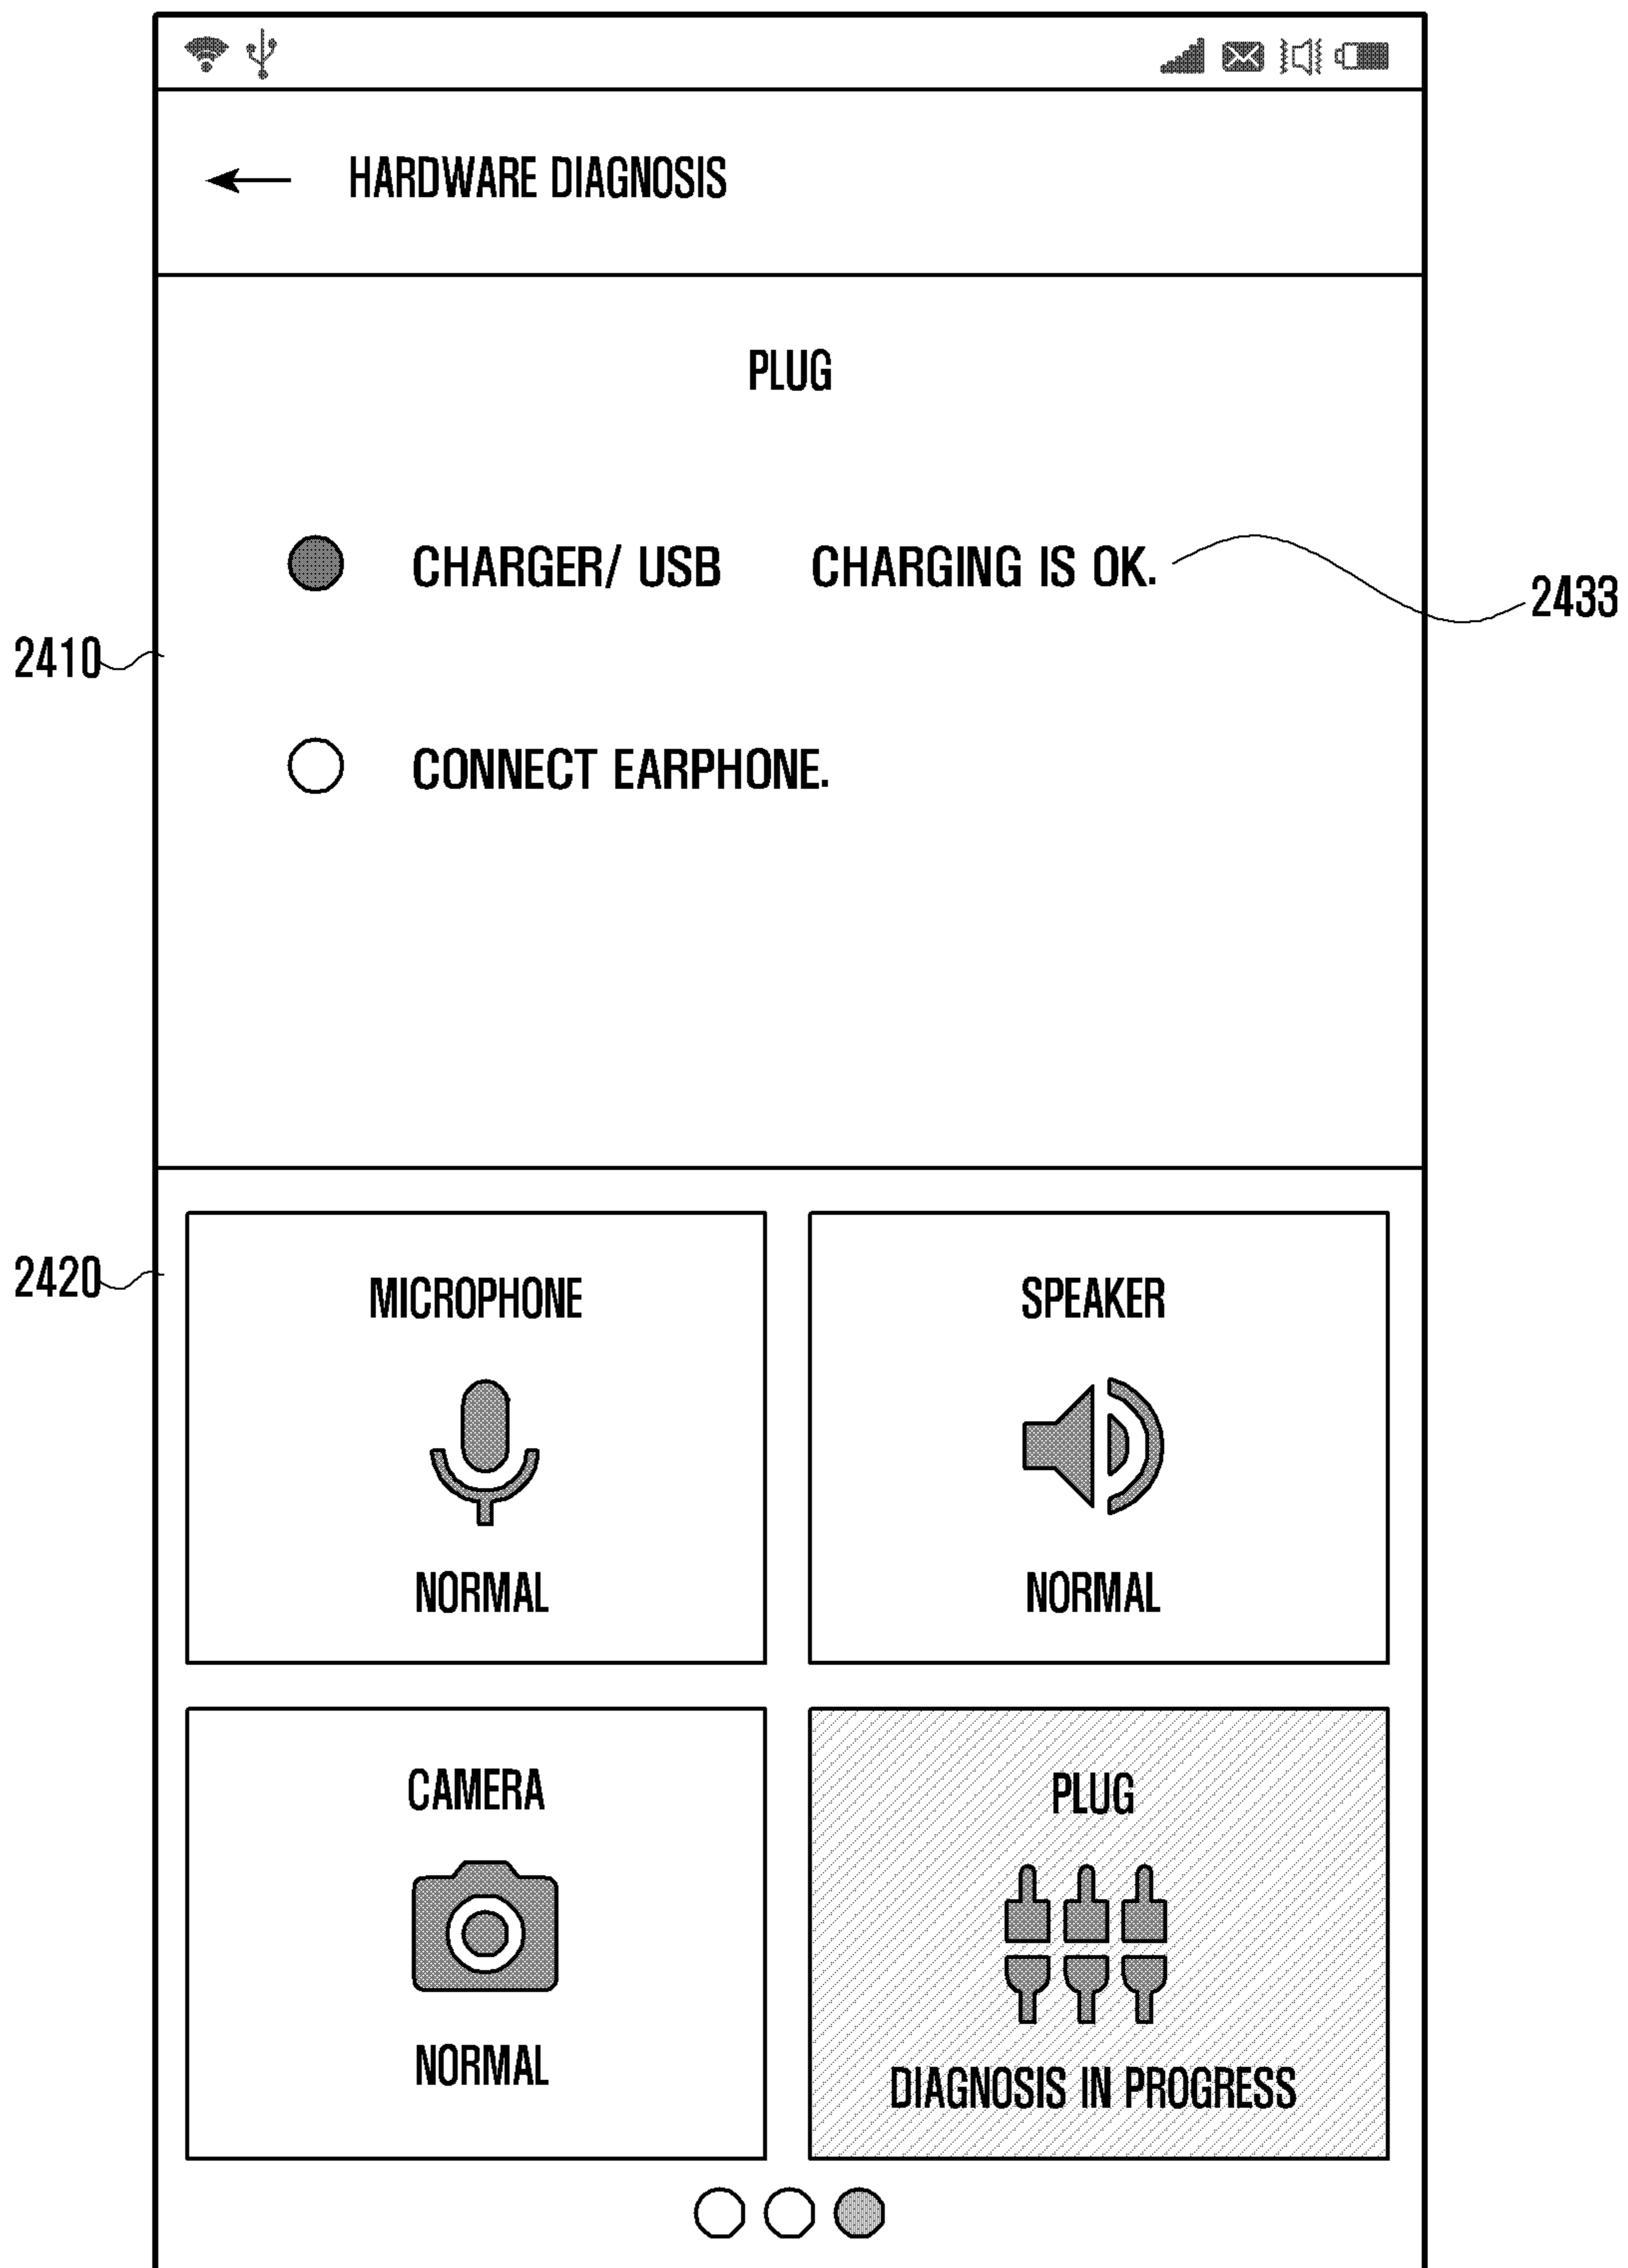 HARDWARE DIAGNOSIS
PLUG
CHARGER/ USB CHARGING IS OK.
2433
2410
CONNECT EARPHONE.
2420
MICROPHONE SPEAKER
NORMAL NORMAL
CAMERA PLUG
NORMAL DIAGNOSIS IN PROGRESS